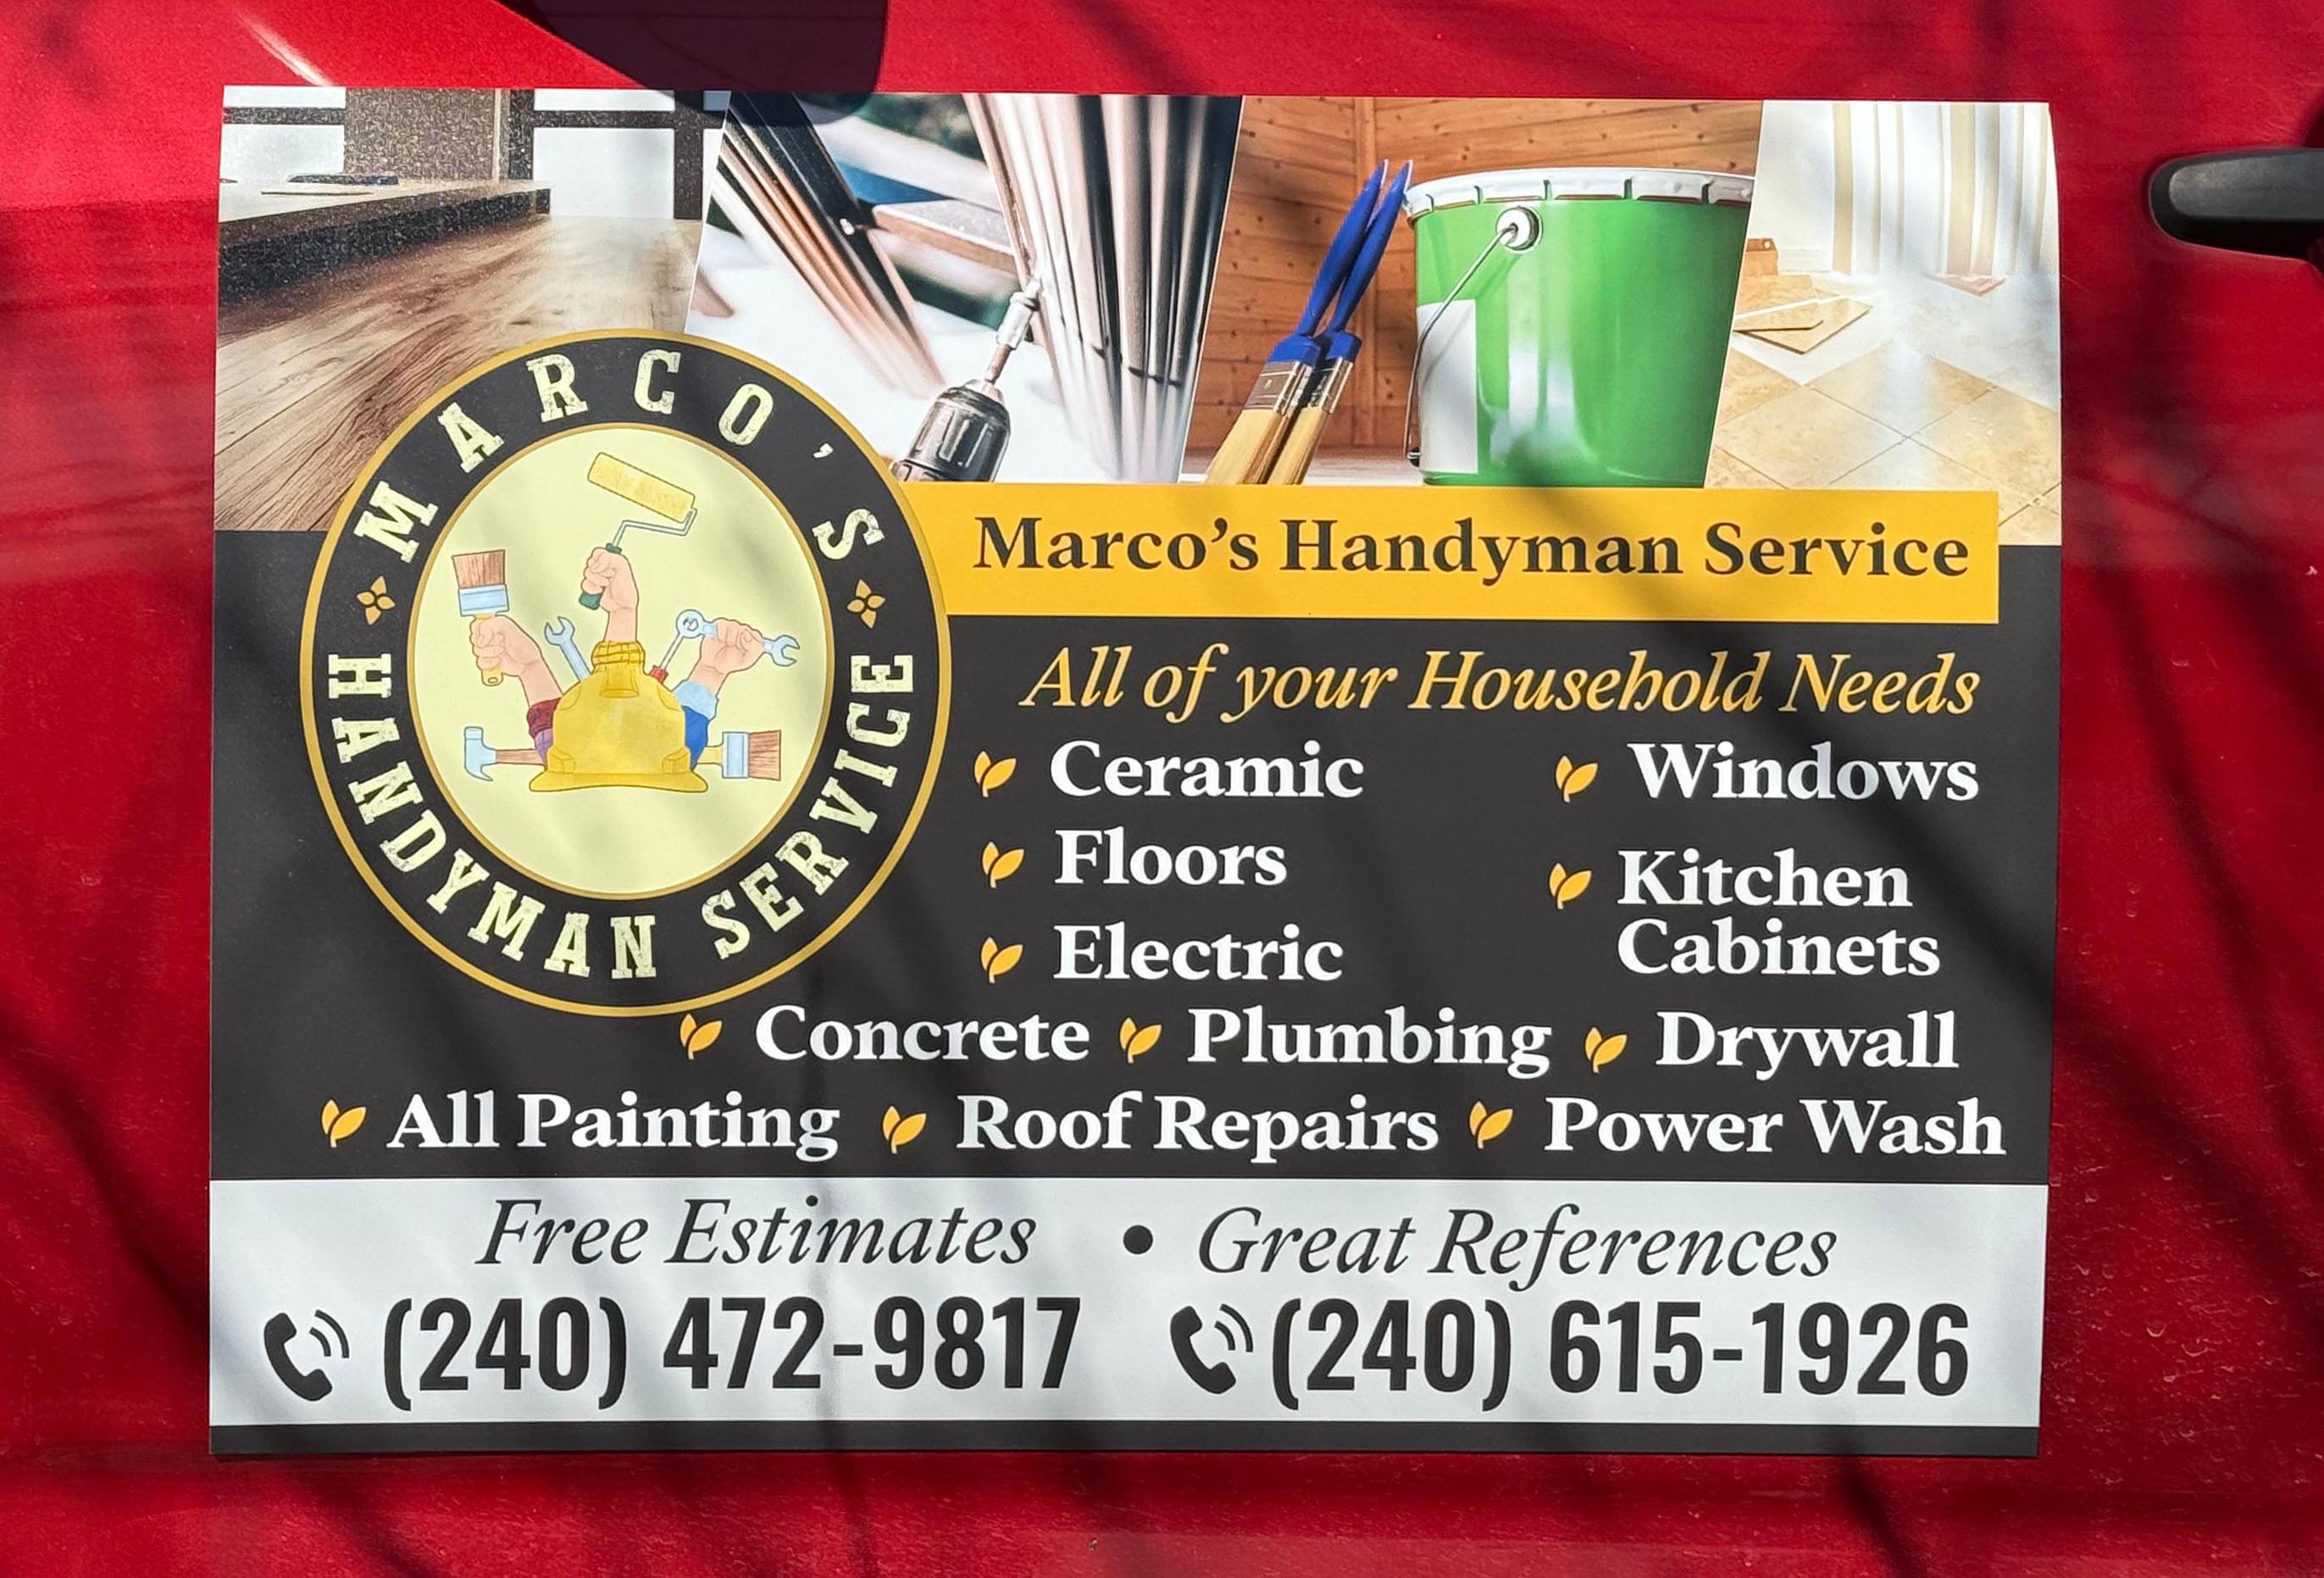 MARCO'S
HANDYMAN SERVICE
Marco's Handyman Service
All of your Household Needs
Ceramic
Floors
Electric
Windows
Kitchen
Cabinets
Concrete Plumbing Drywall
All Painting Roof Repairs Power Wash
Free Estimates • Great References
(240) 472-9817 (240) 615-1926